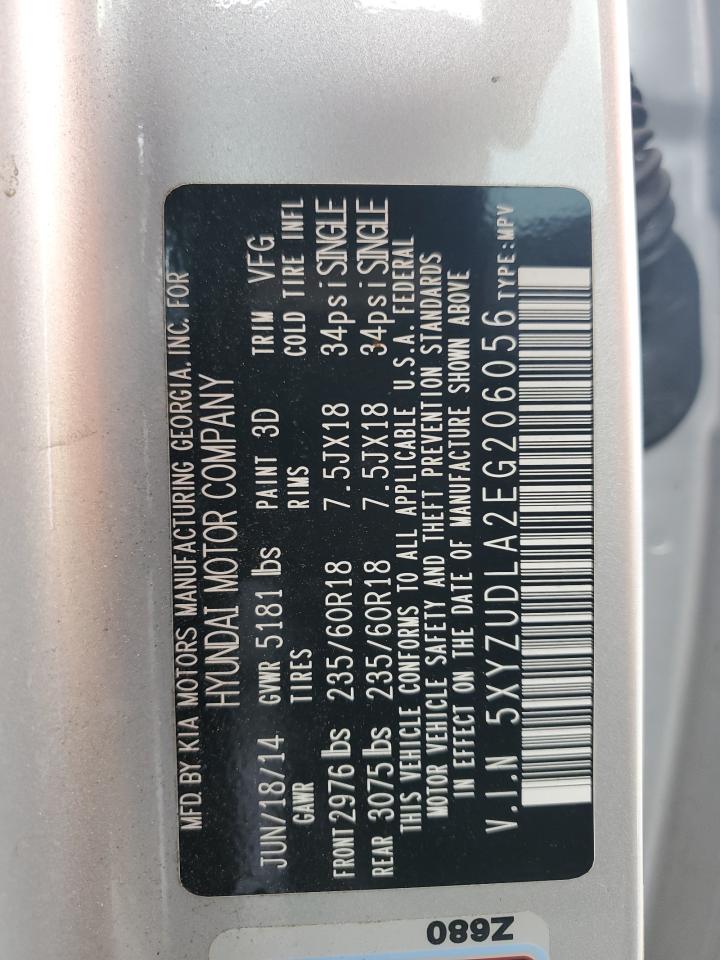 MFD. BY KIA MOTORS MANUFACTURING GEORGIA, INC. FOR
HYUNDAI MOTOR COMPANY
JUN/18/14 GVWR 5181 lbs PAINT 3D TRIM VFG
GAWR TIRES RIMS COLD TIRE INFL
FRONT 2976 lbs 235/60R18 7.5JX18 34psi SINGLE
REAR 3075 lbs 235/60R18 7.5JX18 34psi SINGLE
THIS VEHICLE CONFORMS TO ALL APPLICABLE U.S.A. FEDERAL
MOTOR VEHICLE SAFETY AND THEFT PREVENTION STANDARDS
IN EFFECT ON THE DATE OF MANUFACTURE SHOWN ABOVE
V.I.N 5XYZUDLA2EG206056 TYPE:MPV
Z680